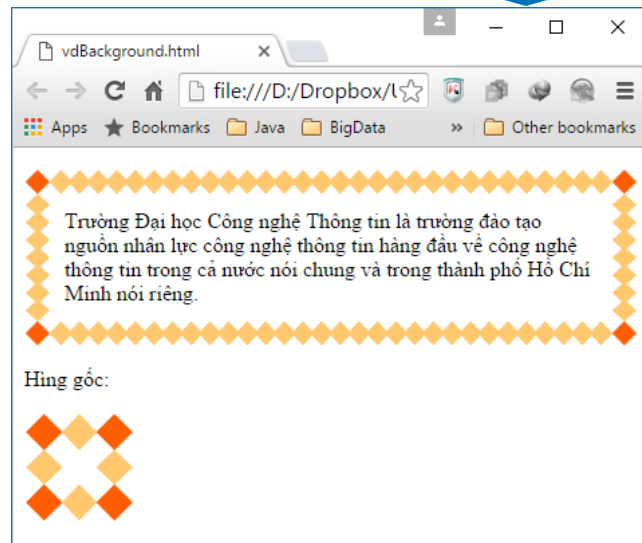 vdBackground.html
file:///D:/Dropbox/
Apps Bookmarks Java BigData » Other bookmarks
Trường Đại học Công nghệ Thông tin là trường đào tạo
nguồn nhân lực công nghệ thông tin hàng đầu về công nghệ
thông tin trong cả nước nói chung và trong thành phố Hồ Chí
Minh nói riêng.
Hìng gốc: